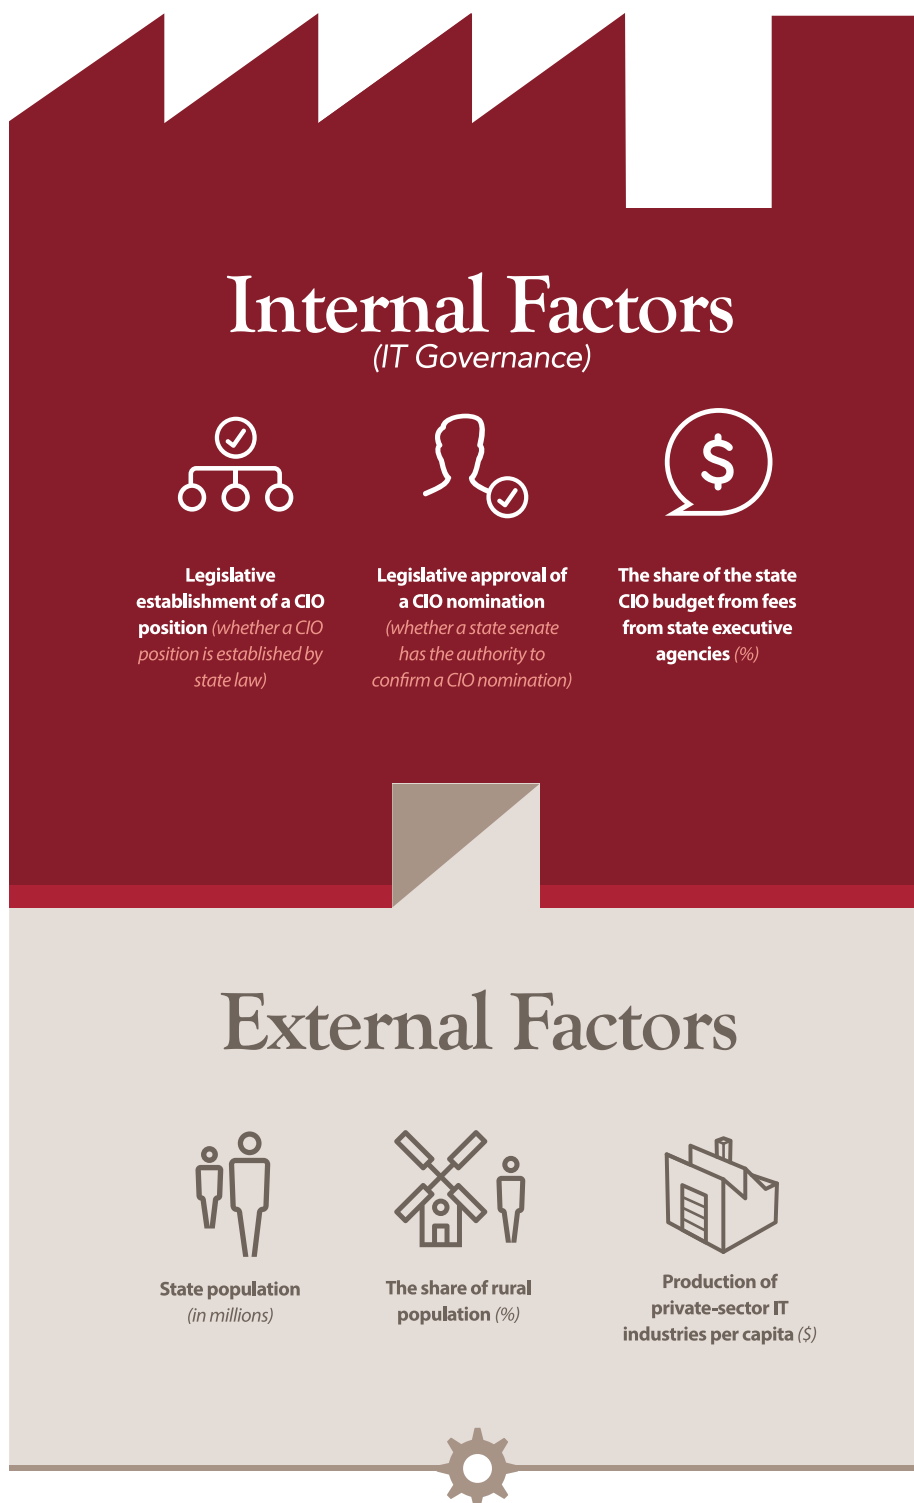 Internal Factors
(IT Governance)
Legislative
establishment of a CIO
position (whether a CIO
position is established by
state law)
Legislative approval of
a CIO nomination
(whether a state senate
has the authority to
confirm a CIO nomination)
$
The share of the state
CIO budget from fees
from state executive
agencies (%)
External Factors
State population
(in millions)
The share of rural
population (%)
Production of
private-sector IT
industries per capita ($)